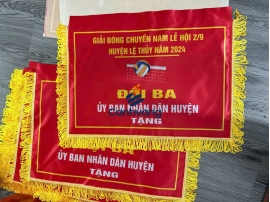 GIẢI BÓNG CHUYỀN NAM LỄ HỘI 2/9
HUYỆN LỆ THỦY NĂM 2024
ĐỘI BA
ỦY BAN NHÂN DÂN HUYỆN
TẶNG
ỦY BAN NHÂN DÂN HUYỆN
TẶNG